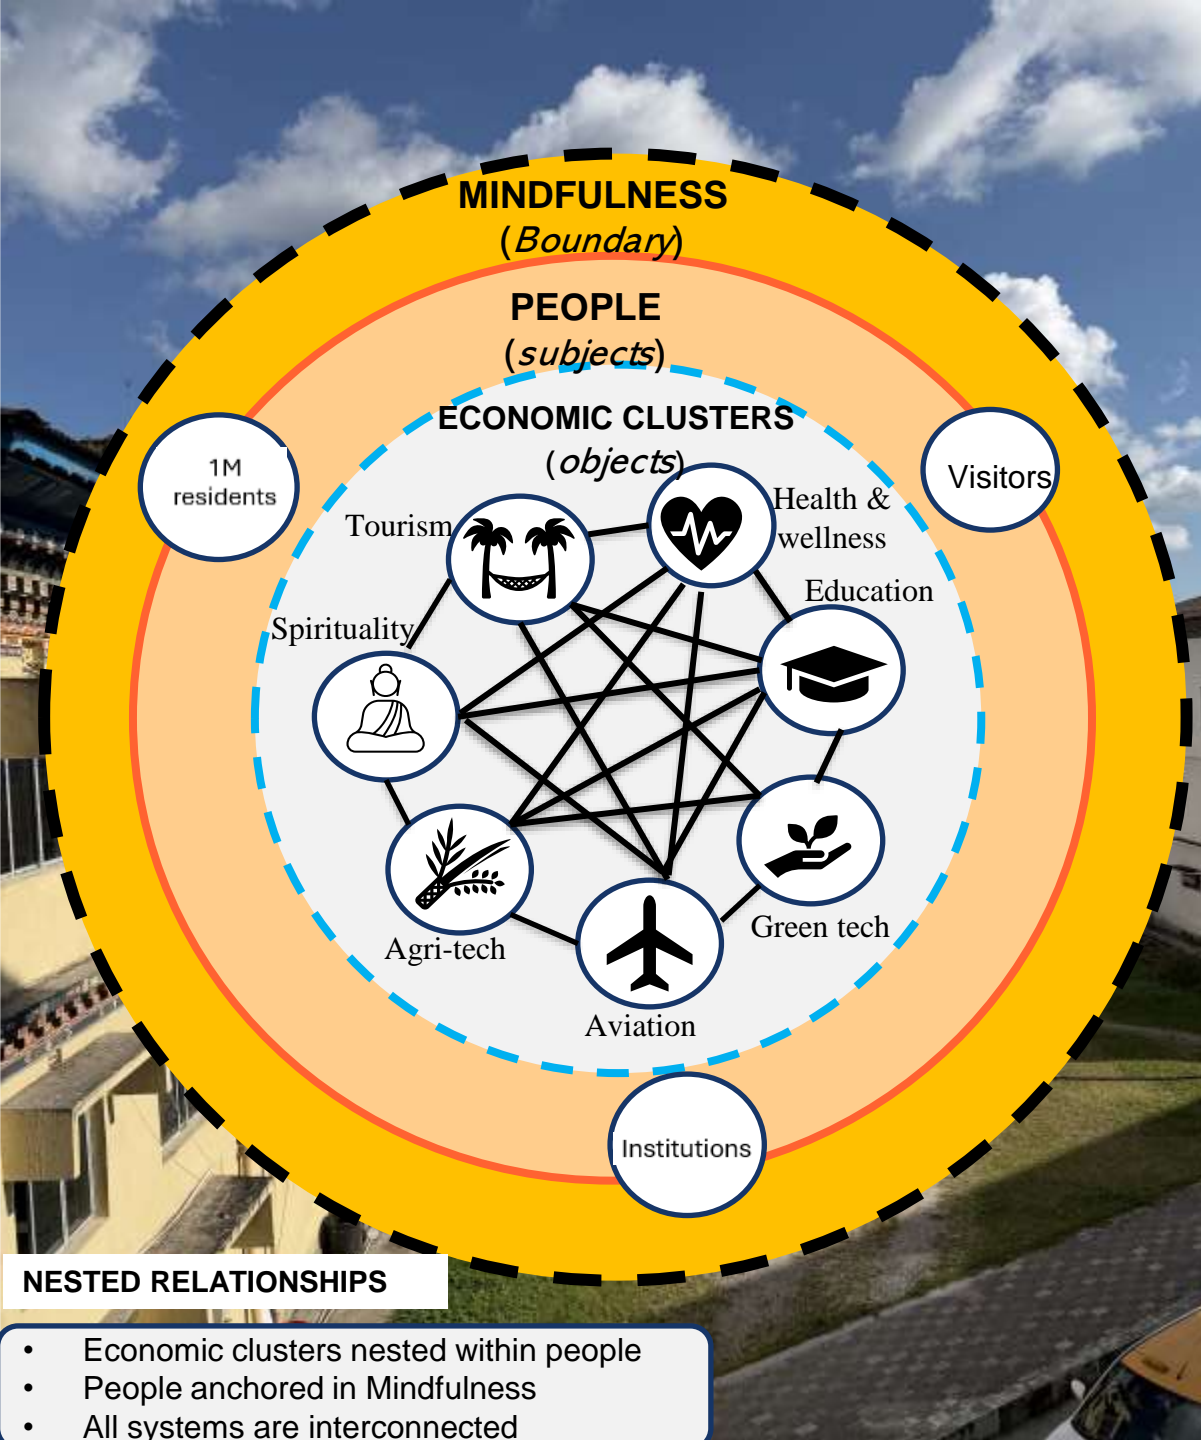 MINDFULNESS
(Boundary)
PEOPLE
(subjects)
ECONOMIC CLUSTERS
(objects)
1M
residents
Visitors
Health &
wellness
Tourism
Education
Spirituality
Green tech
Agri-tech
Aviation
Institutions
NESTED RELATIONSHIPS
• Economic clusters nested within people
• People anchored in Mindfulness
• All systems are interconnected